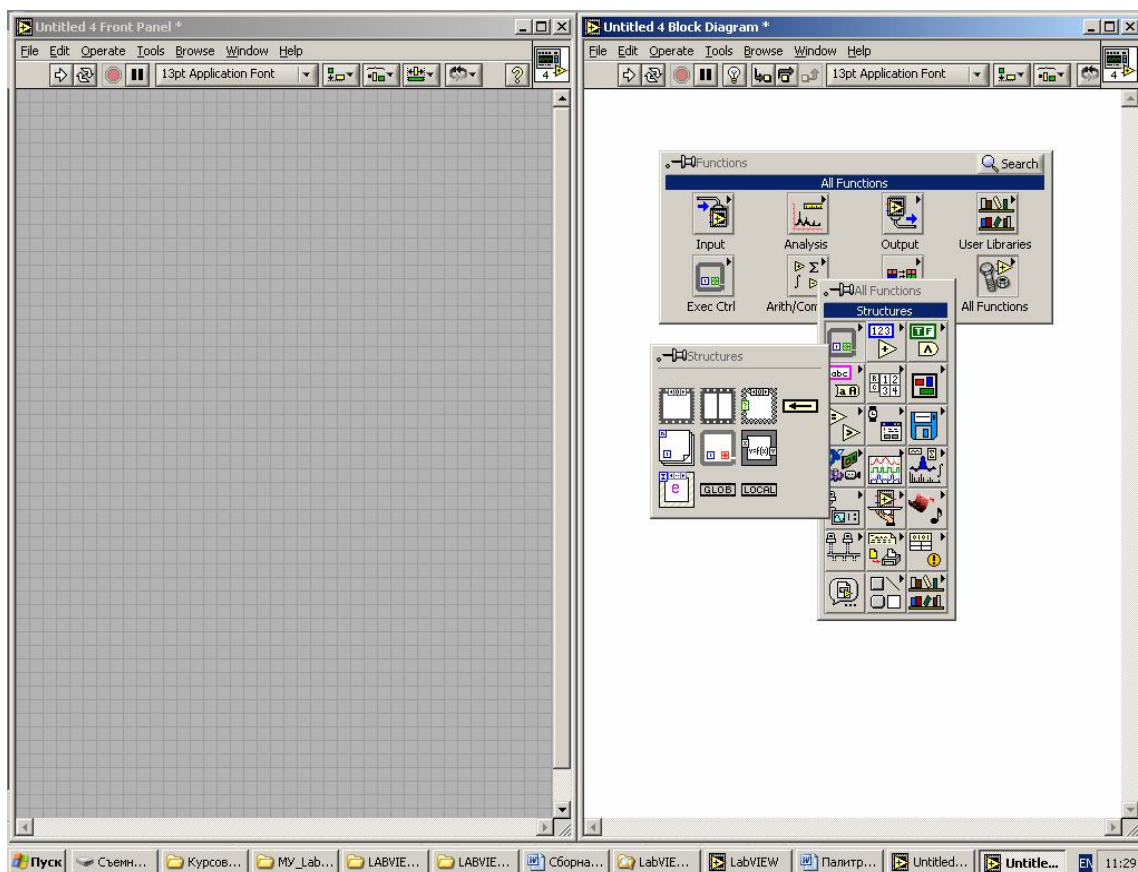 Untitled 4 Front Panel *
File Edit Operate Tools Browse Window Help
13pt Application Font
4
Untitled 4 Block Diagram *
File Edit Operate Tools Browse Window Help
13pt Application Font
4
Functions
Search
All Functions
Input Analysis Output User Libraries
Exec Ctrl Arith/Com All Functions
All Functions
Structures
123
TF
abc
Structures
GLOB LOCAL
Пуск Съемн... Курсов... МУ_Lab... LABVIE... LABVIE... Сборна... LabVIE... LabVIEW Палитр... Untitled... Untitle... EN 11:29